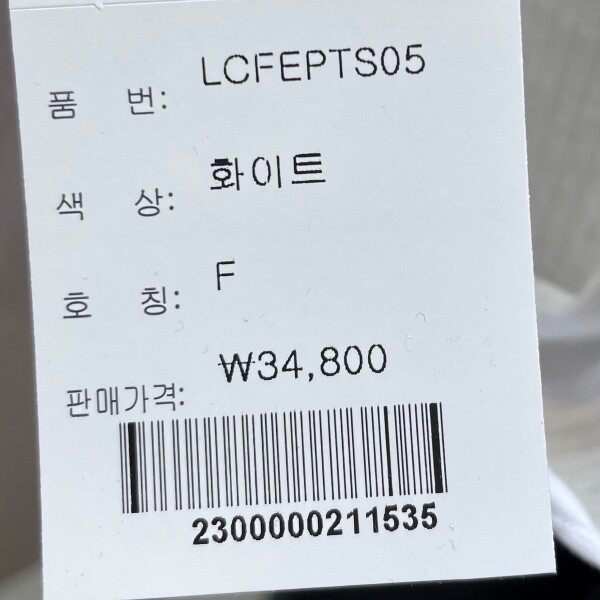 품 번: LCFEPTS05
색 상: 화이트
호 칭: F
판매가격: ₩34,800
2300000211535